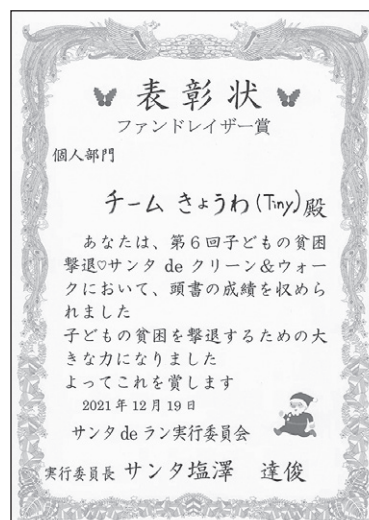 表彰状
ファンドレイザー賞
個人部門
チーム きょうわ(Tiny)殿
あなたは、第6回子どもの貧困
撃退♡サンタ de クリーン&ウォー
クにおいて、頭書の成績を収めら
れました
子どもの貧困を撃退するための大
きな力になりました
よってこれを賞します
2021年12月19日
サンタ de ラン実行委員会
実行委員長 サンタ塩澤 達俊